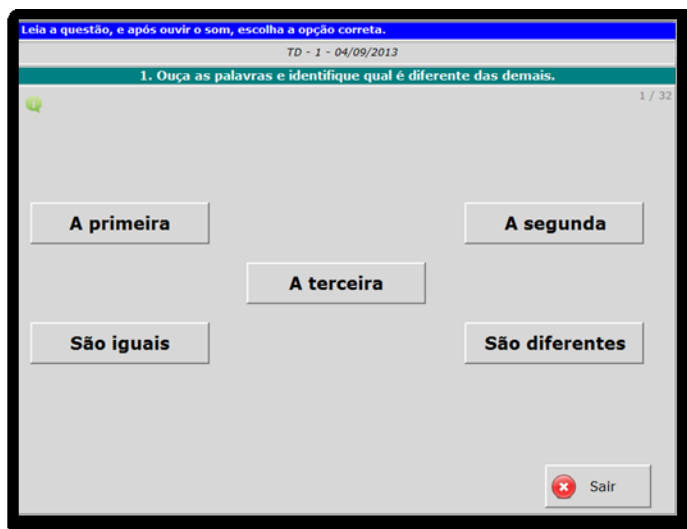 Leia a questão, e após ouvir o som, escolha a opção correta.
TD - 1 - 04/09/2013
1. Ouça as palavras e identifique qual é diferente das demais.
1 / 32
A primeira
A segunda
A terceira
São iguais
São diferentes
Sair